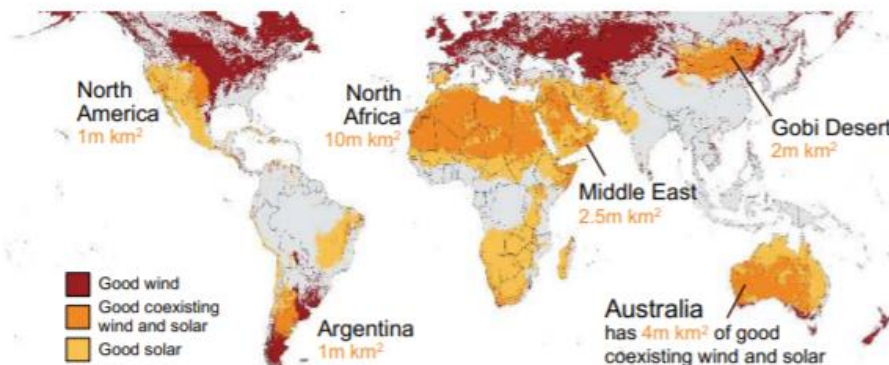 North
America
1m km²
North
Africa
10m km²
Gobi Desert
2m km²
Middle East
2.5m km²
Good wind
Good coexisting
wind and solar
Good solar
Argentina
1m km²
Australia
has 4m km² of good
coexisting wind and solar